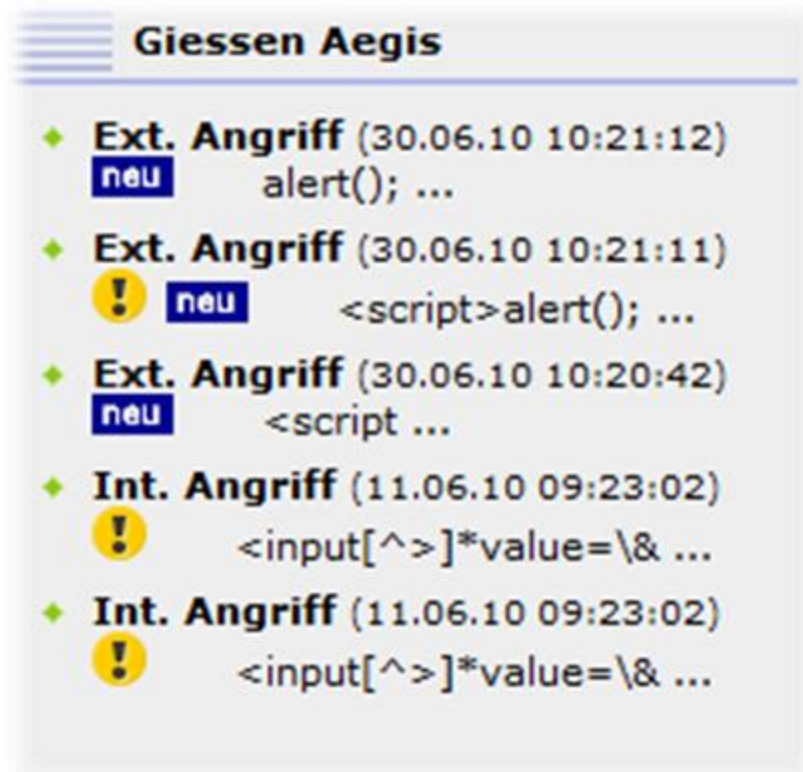 Giessen Aegis
Ext. Angriff (30.06.10 10:21:12)
neu alert(); ...
Ext. Angriff (30.06.10 10:21:11)
! neu <script>alert(); ...
Ext. Angriff (30.06.10 10:20:42)
neu <script ...
Int. Angriff (11.06.10 09:23:02)
! <input[^>]*value=\& ...
Int. Angriff (11.06.10 09:23:02)
! <input[^>]*value=\& ...